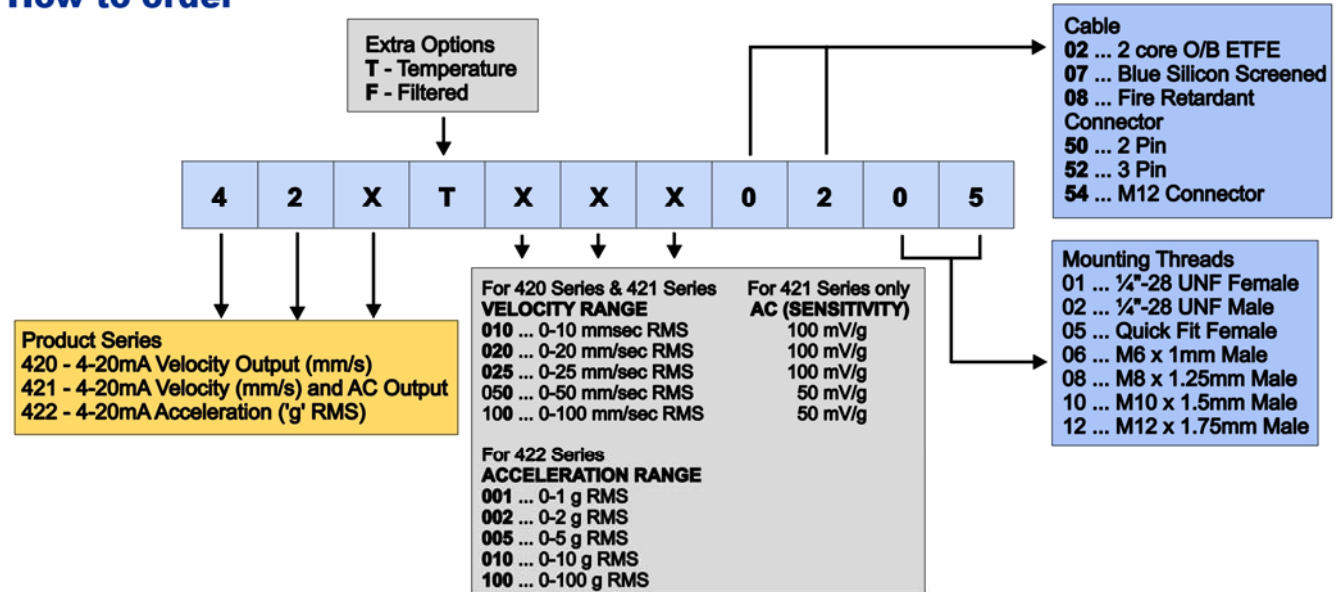 How to order
Extra Options
T - Temperature
F - Filtered
4 2 X T X X X 0 2 0 5
Cable
02 ... 2 core O/B ETFE
07 ... Blue Silicon Screened
08 ... Fire Retardant
Connector
50 ... 2 Pin
52 ... 3 Pin
54 ... M12 Connector
Product Series
420 - 4-20mA Velocity Output (mm/s)
421 - 4-20mA Velocity (mm/s) and AC Output
422 - 4-20mA Acceleration ('g' RMS)
For 420 Series & 421 Series For 421 Series only
VELOCITY RANGE AC (SENSITIVITY)
010 ... 0-10 mmsec RMS 100 mV/g
020 ... 0-20 mm/sec RMS 100 mV/g
025 ... 0-25 mm/sec RMS 100 mV/g
050 ... 0-50 mm/sec RMS 50 mV/g
100 ... 0-100 mm/sec RMS 50 mV/g
For 422 Series
ACCELERATION RANGE
001 ... 0-1 g RMS
002 ... 0-2 g RMS
005 ... 0-5 g RMS
010 ... 0-10 g RMS
100 ... 0-100 g RMS
Mounting Threads
01 ... ¼"-28 UNF Female
02 ... ¼"-28 UNF Male
05 ... Quick Fit Female
06 ... M6 x 1mm Male
08 ... M8 x 1.25mm Male
10 ... M10 x 1.5mm Male
12 ... M12 x 1.75mm Male